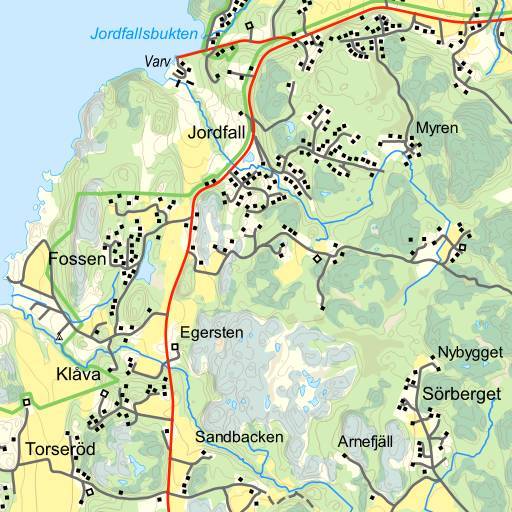 Jordfallsbukten
Varv
Jordfall
Myren
Fossen
Egersten
Nybygget
Klåva
Sörberget
Sandbacken
Arnefjäll
Torseröd